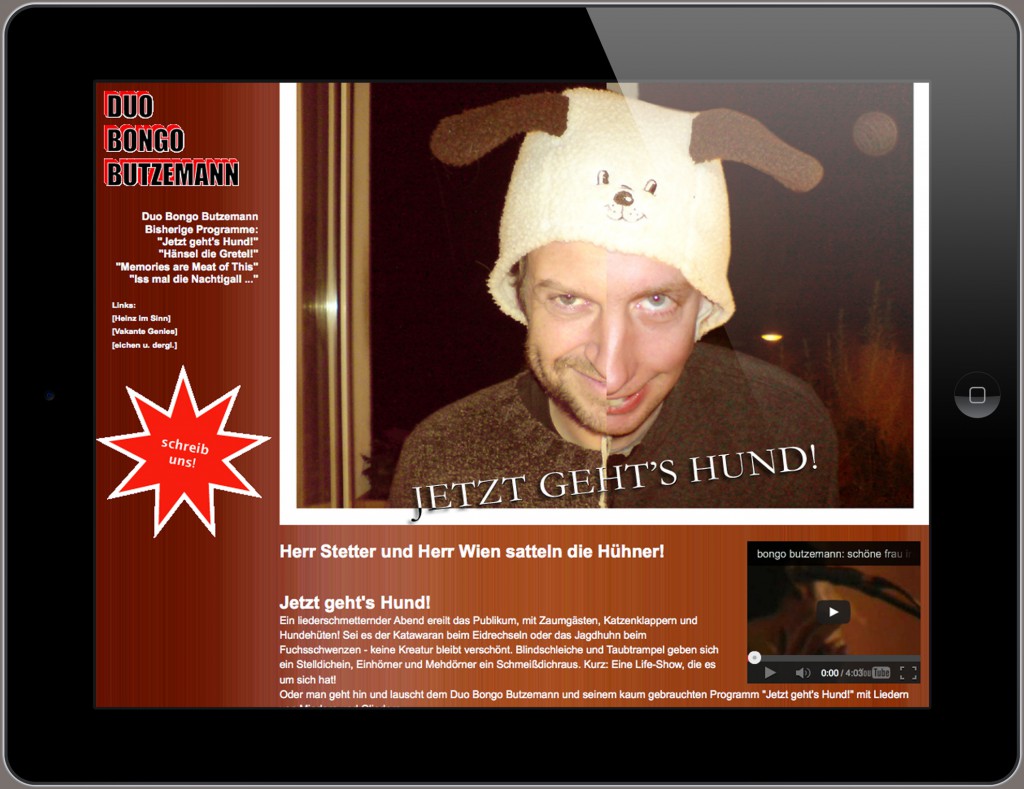 DUO
BONGO
BUTZEMANN
Duo Bongo Butzemann
Bisherige Programme:
"Jetzt geht's Hund!"
"Hänsel die Gretel!"
"Memories are Meat of This"
"Iss mal die Nachtigall ..."
Links:
[Heinz im Sinn]
[Vakante Genies]
[eichen u. dergl.]
schreib
uns!
JETZT GEHT'S HUND!
Herr Stetter und Herr Wien satteln die Hühner!
bongo butzemann: schöne frau
0:00 / 4:03
Jetzt geht's Hund!
Ein liederschmetternder Abend ereilt das Publikum, mit Zaumgästen, Katzenklappern und
Hundehüten! Sei es der Katawaran beim Eidrechseln oder das Jagdhuhn beim
Fuchsschwenzen - keine Kreatur bleibt verschönt. Blindschleiche und Taubtrampel geben sich
ein Stelldichein, Einhörner und Mehdörner ein Schmeißdichraus. Kurz: Eine Life-Show, die es
um sich hat!
Oder man geht hin und lauscht dem Duo Bongo Butzemann und seinem kaum gebrauchten Programm "Jetzt geht's Hund!" mit Liedern